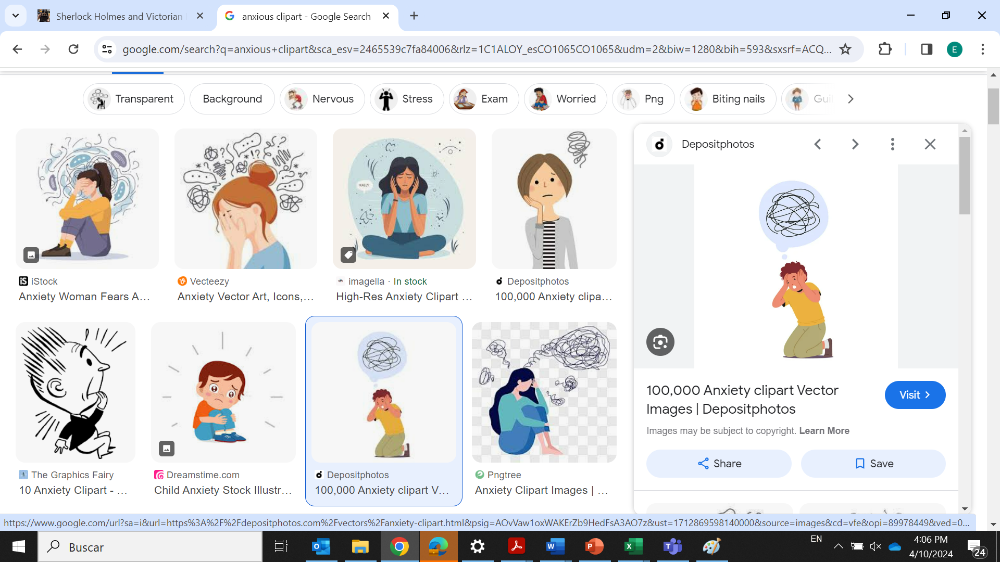 Sherlock Holmes and Victorian
anxious clipart - Google Search
google.com/search?q=anxious+clipart&sca_esv=2465539c7fa84006&rlz=1C1ALOY_esCO1065CO1065&udm=2&biw=1280&bih=593&sxsrf=ACQ...
E
Transparent
Background
Nervous
Stress
Exam
Worried
Png
Biting nails
Gui
KALLY
iStock
Anxiety Woman Fears A...
Vecteezy
Anxiety Vector Art, Icons,...
imagella · In stock
High-Res Anxiety Clipart ...
Depositphotos
100,000 Anxiety clipa...
The Graphics Fairy
10 Anxiety Clipart - ...
Dreamstime.com
Child Anxiety Stock Illustr...
Depositphotos
100,000 Anxiety clipart V...
Pngtree
Anxiety Clipart Images | ...
Depositphotos
100,000 Anxiety clipart Vector
Images | Depositphotos
Visit
Images may be subject to copyright. Learn More
Share
Save
https://www.google.com/url?sa=i&url=https%3A%2F%2Fdepositphotos.com%2Fvectors%2Fanxiety-clipart.html&psig=AOvVaw1oxWAKErZb9HedFsA3AO7z&ust=1712869598140000&source=images&cd=vfe&opi=89978449&ved=0...
Buscar
EN
4:06 PM
4/10/2024
24